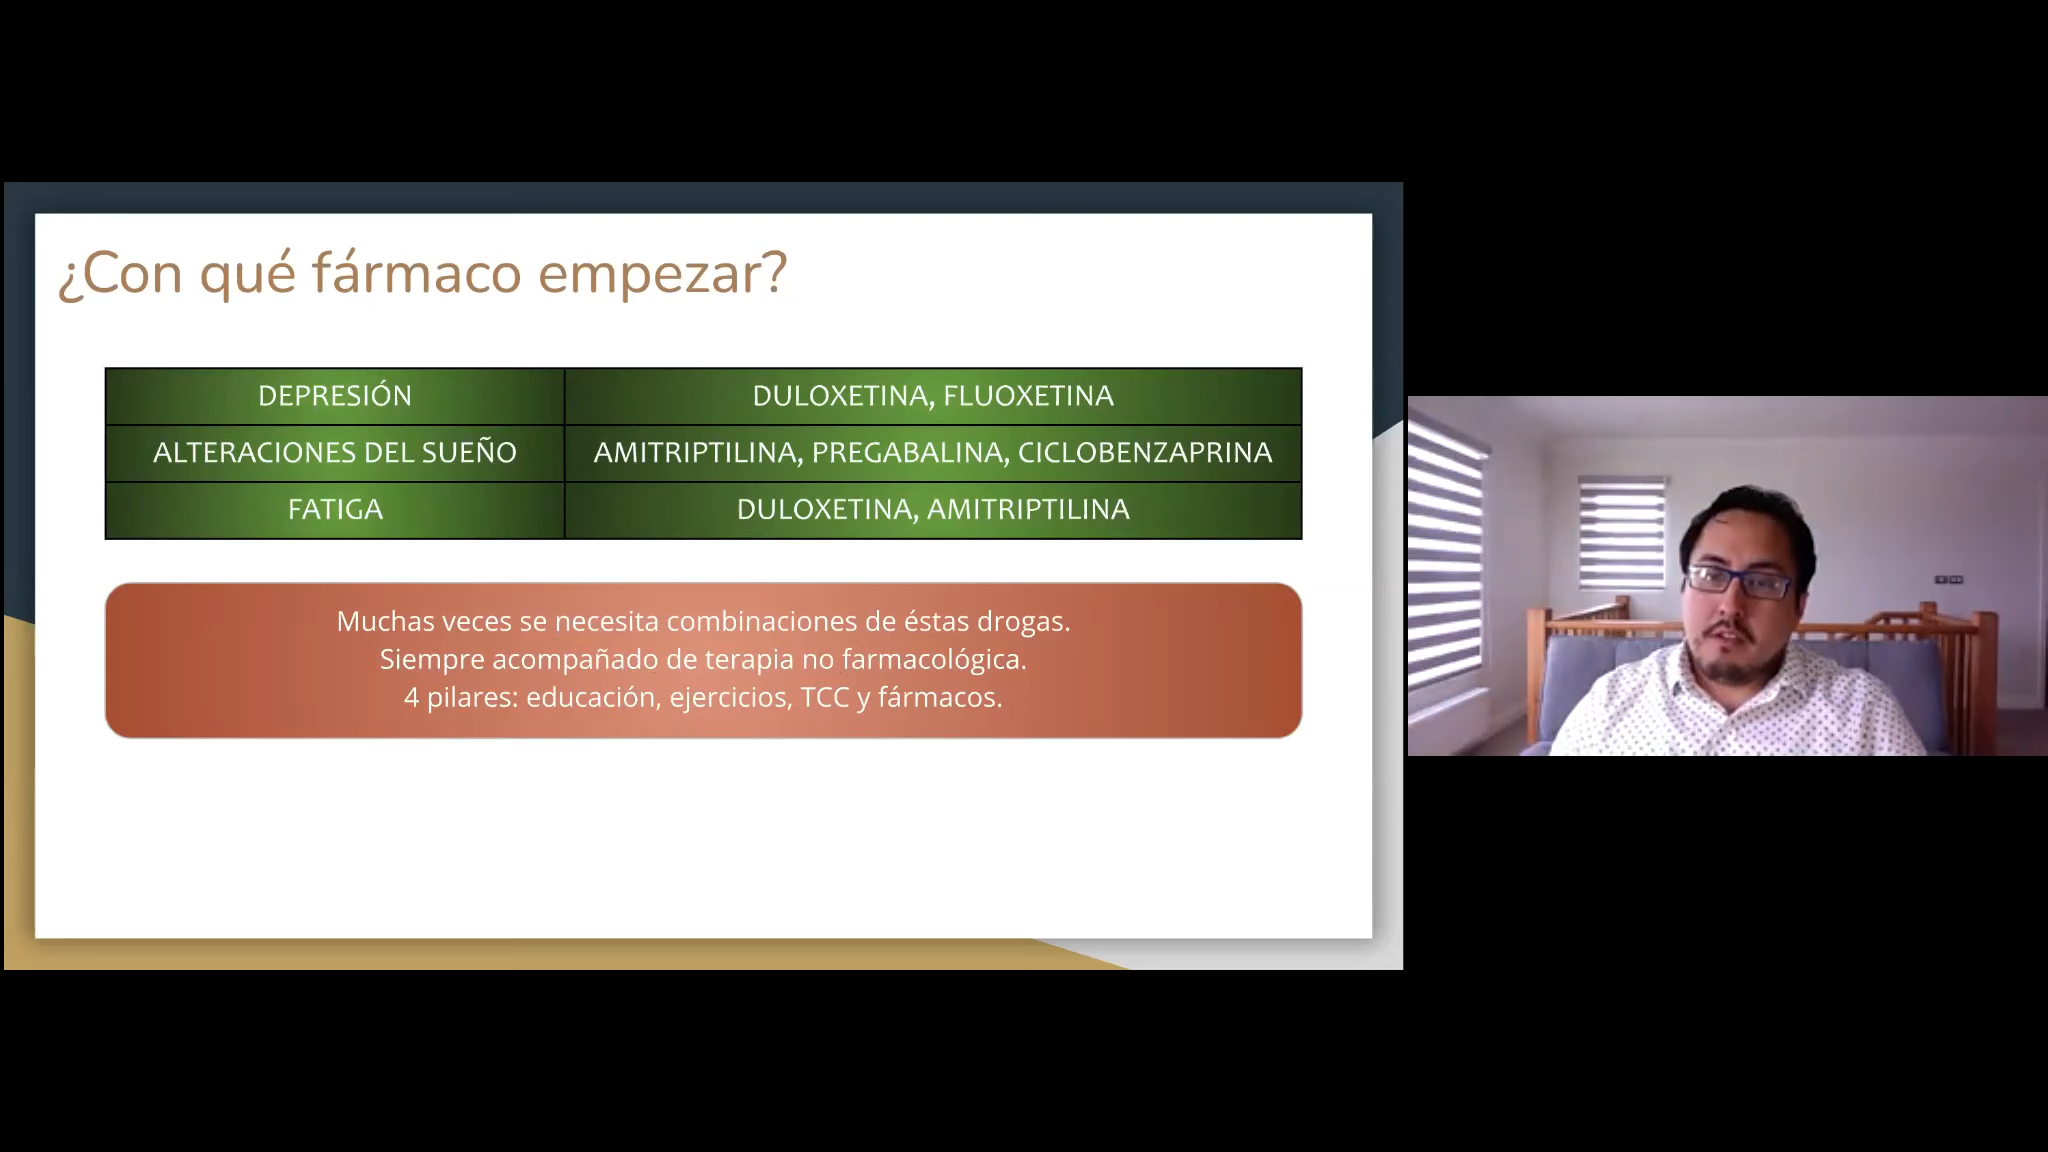 ¿Con qué fármaco empezar?
DEPRESIÓN DULOXETINA, FLUOXETINA
ALTERACIONES DEL SUEÑO AMITRIPTILINA, PREGABALINA, CICLOBENZAPRINA
FATIGA DULOXETINA, AMITRIPTILINA
Muchas veces se necesita combinaciones de éstas drogas.
Siempre acompañado de terapia no farmacológica.
4 pilares: educación, ejercicios, TCC y fármacos.